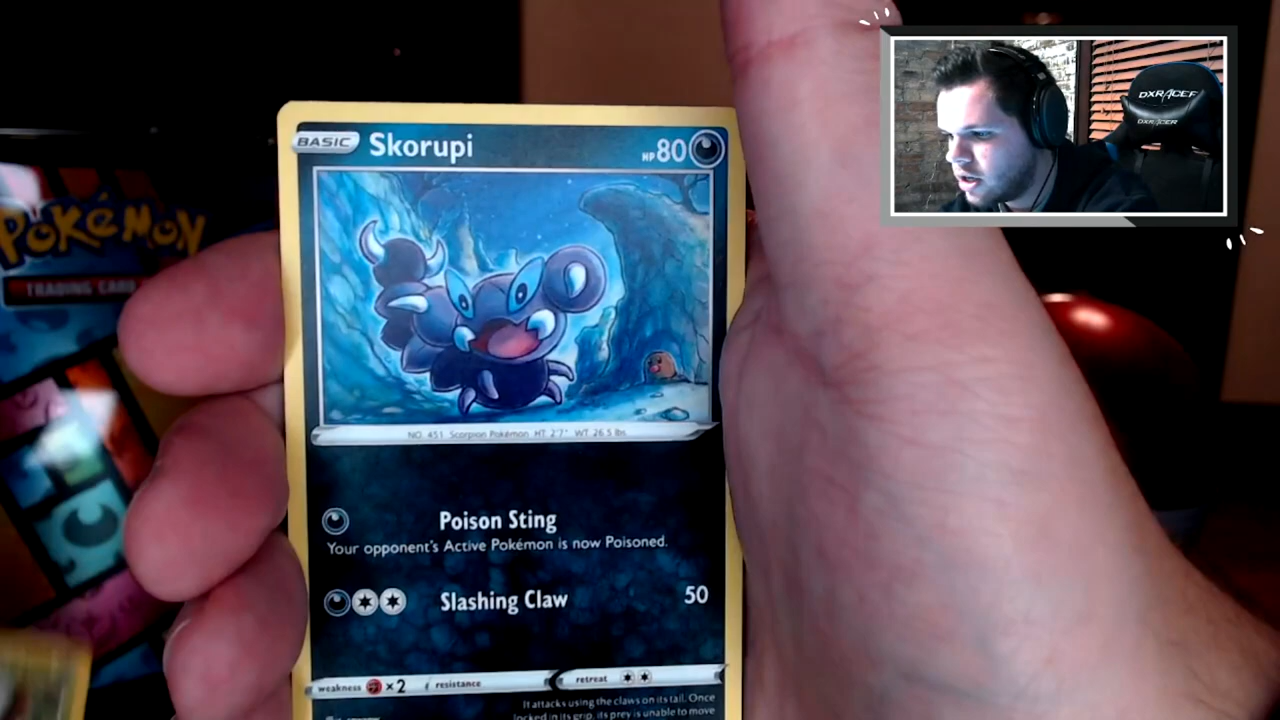 BASIC Skorupi HP 80
NO. 451 Scorpion Pokémon HT 2'7" WT 26.5 lbs.
Poison Sting
Your opponent's Active Pokémon is now Poisoned.
Slashing Claw 50
weakness ×2 resistance retreat
It attacks using the claws on its tail. Once
locked in its grip, its prey is unable to move
POKéMON
TRADING CARD
DXRACER
DXRACER